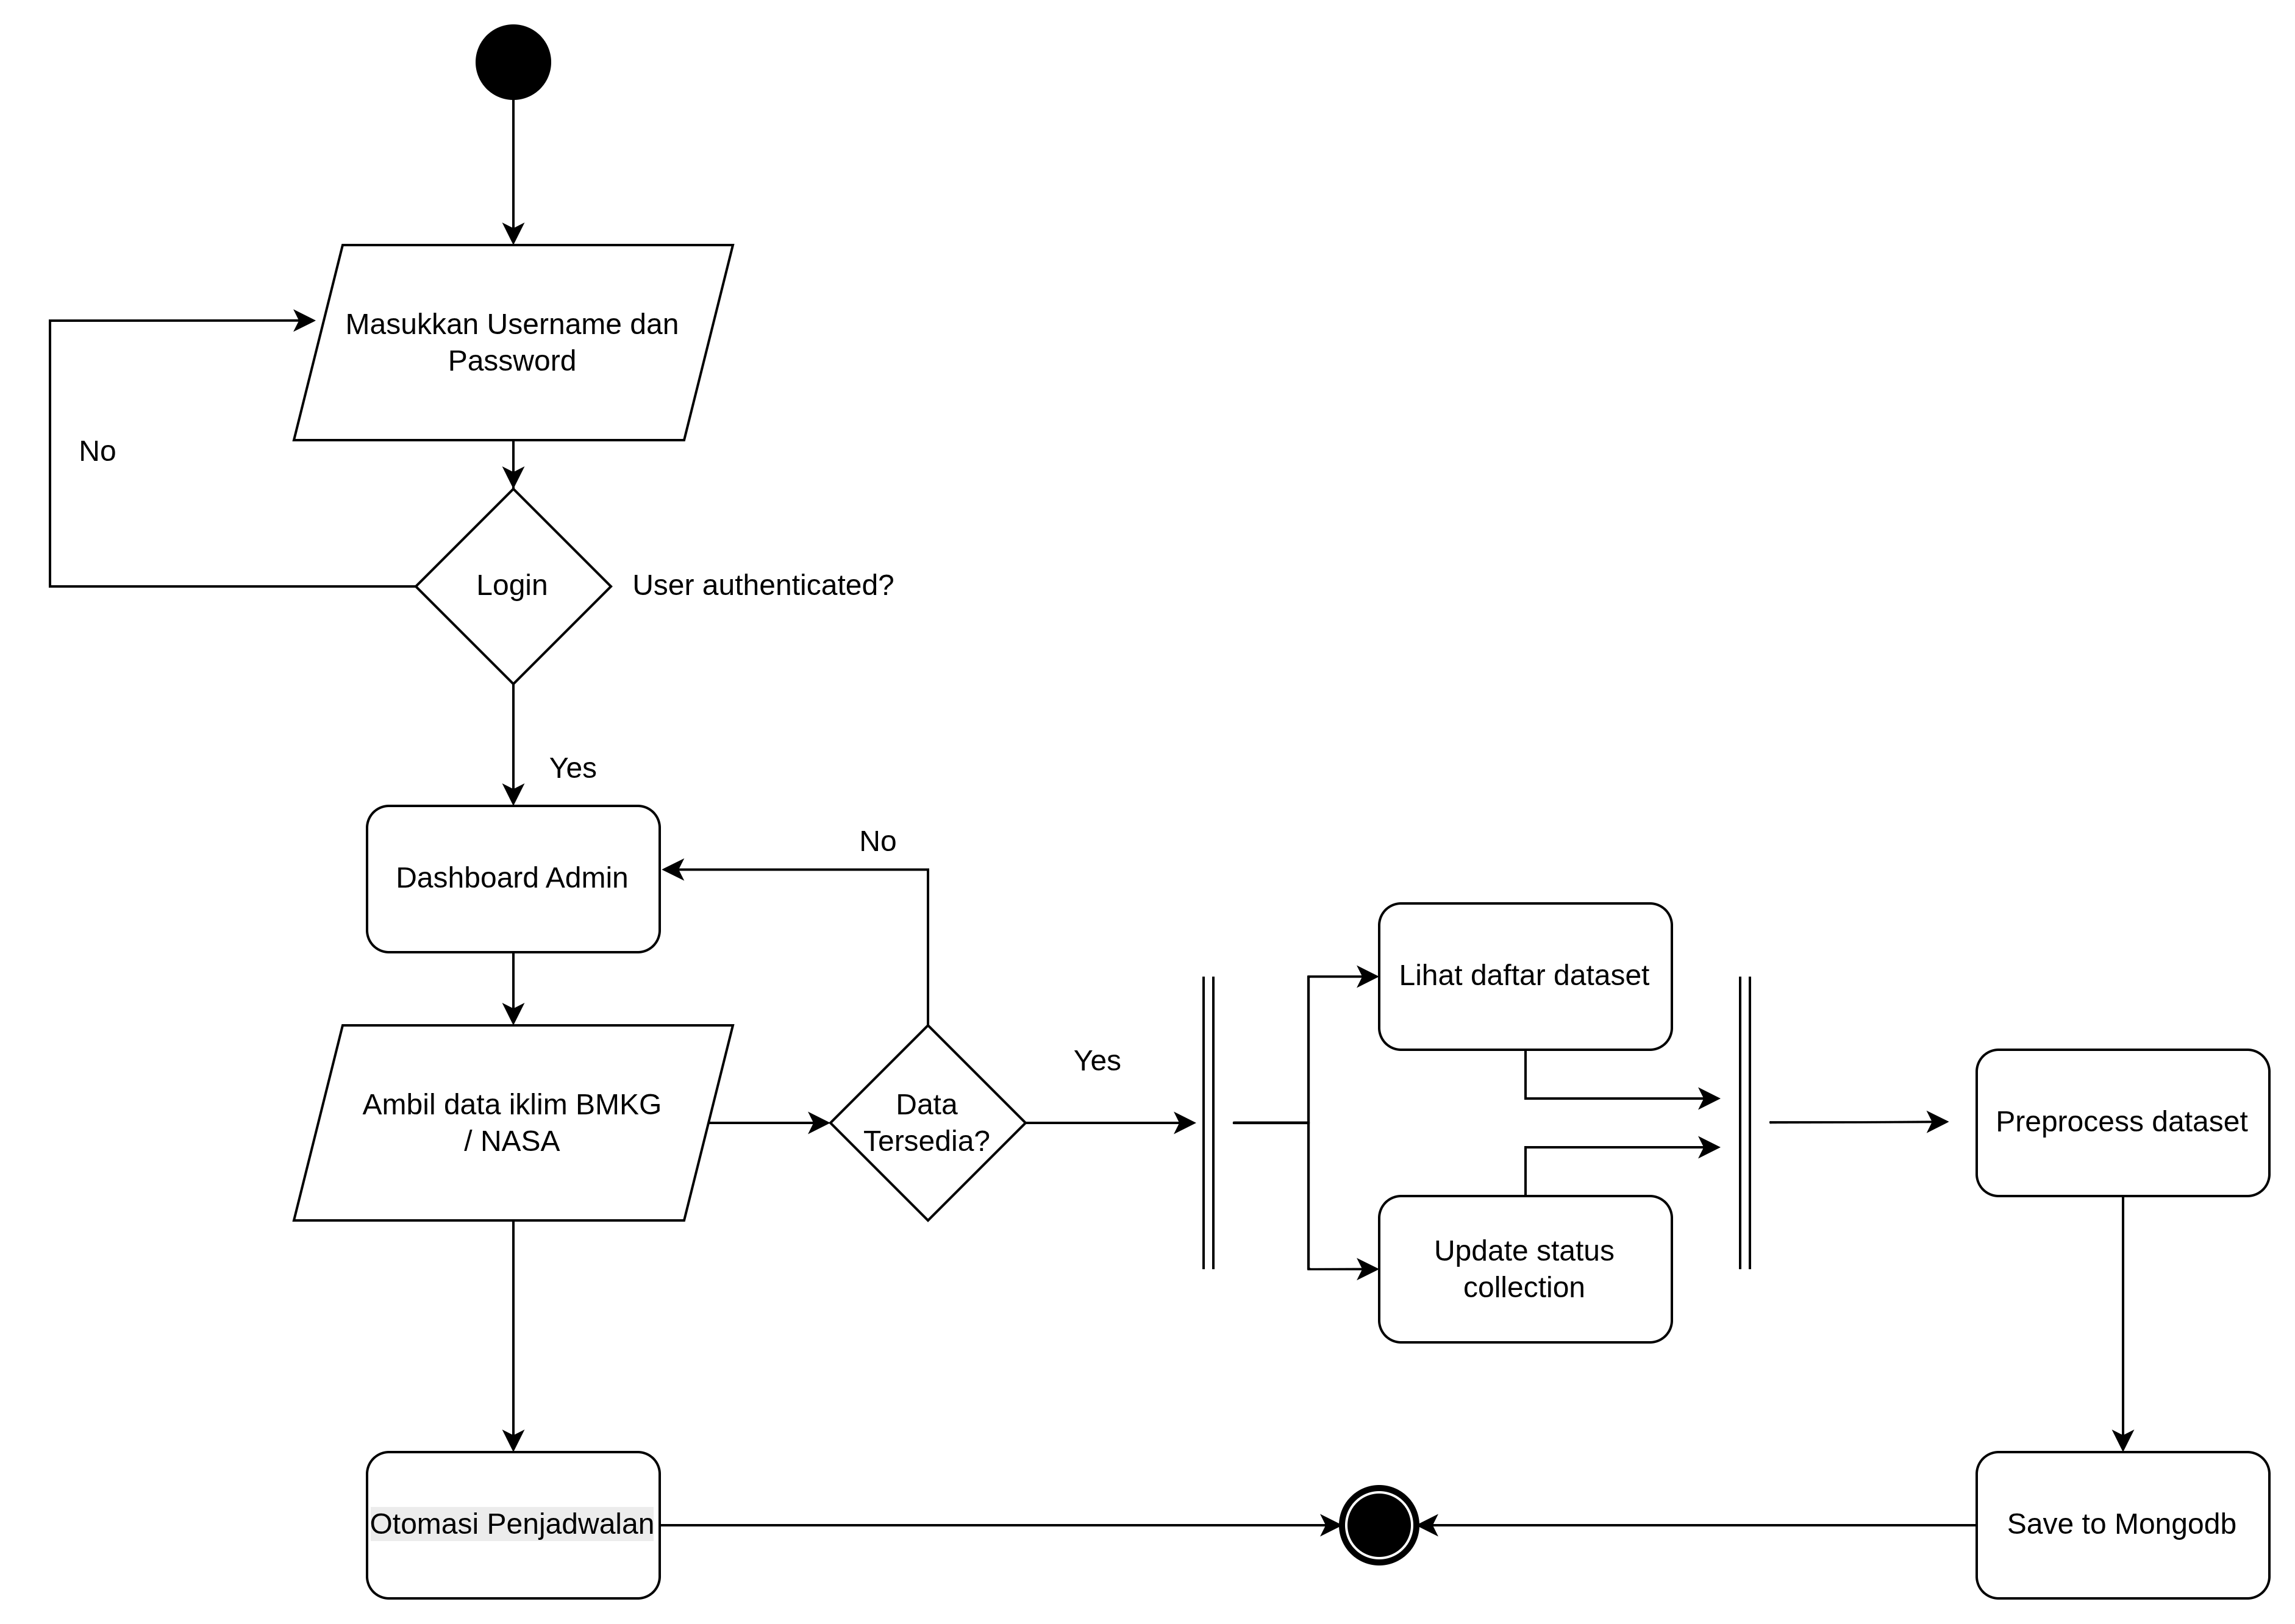 Masukkan Username dan
Password
No
Login
User authenticated?
Yes
Dashboard Admin
No
Ambil data iklim BMKG
/ NASA
Data
Tersedia?
Yes
Lihat daftar dataset
Update status
collection
Preprocess dataset
Otomasi Penjadwalan
Save to Mongodb